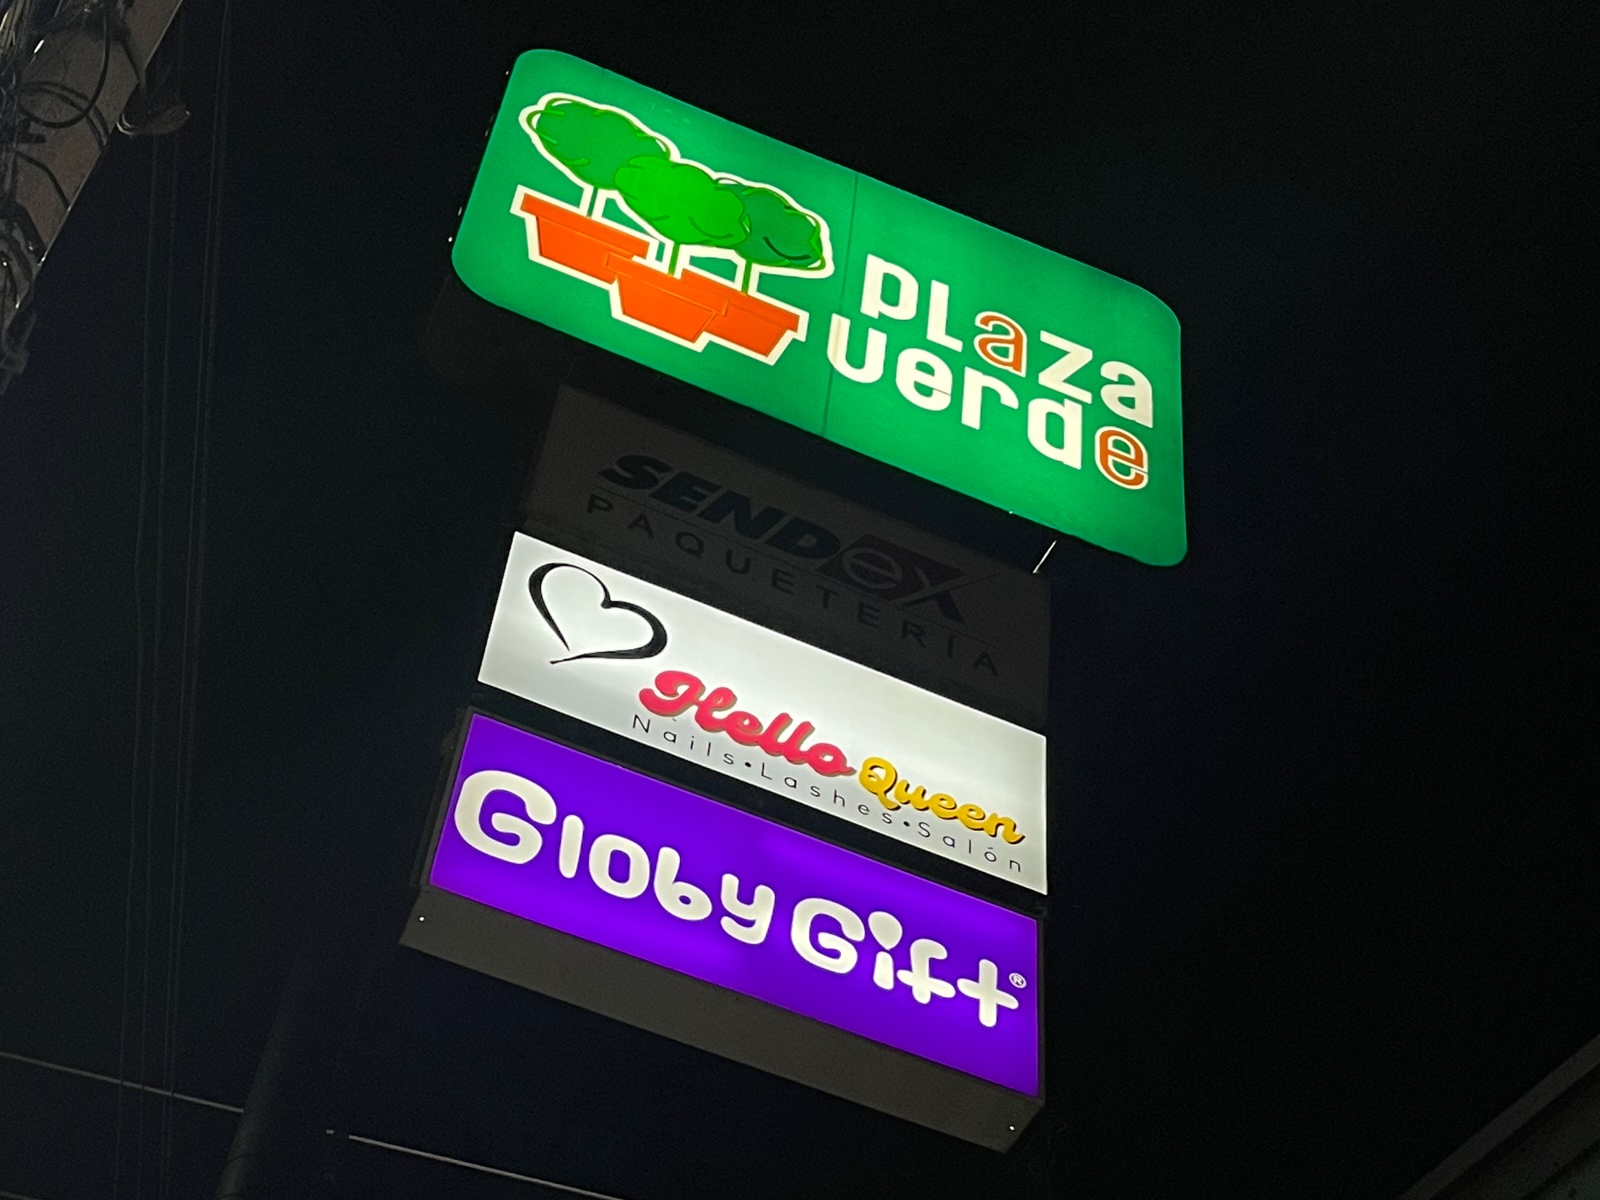 PLaza
verde
SENDEX
PAQUETERÍA
Hello Queen
Nails•Lashes•Salón
Globy Gift®